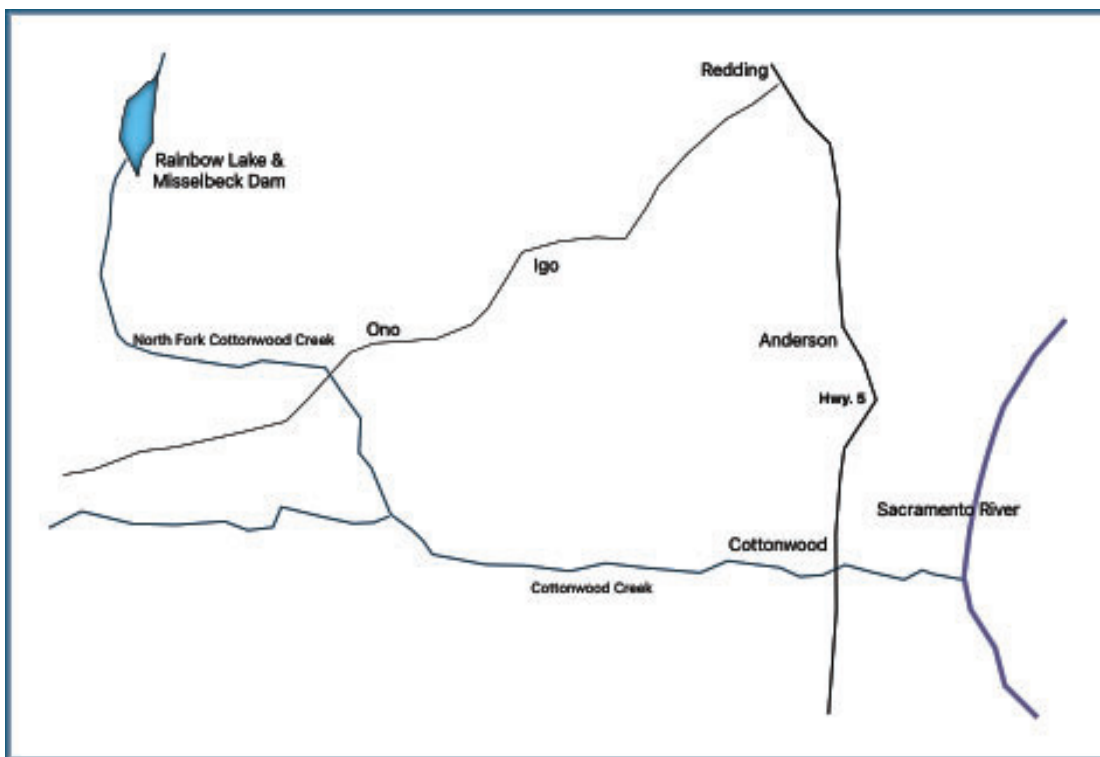 Redding
Rainbow Lake &
Misselbeck Dam
Igo
Ono
North Fork Cottonwood Creek
Anderson
Hwy. 5
Sacramento River
Cottonwood
Cottonwood Creek